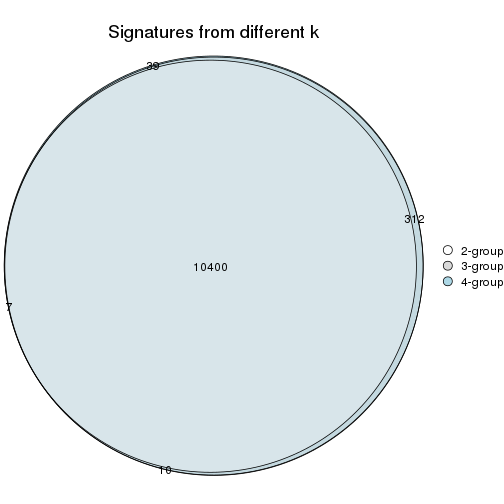 Signatures from different k
39
312
10400
7
10
2-group
3-group
4-group